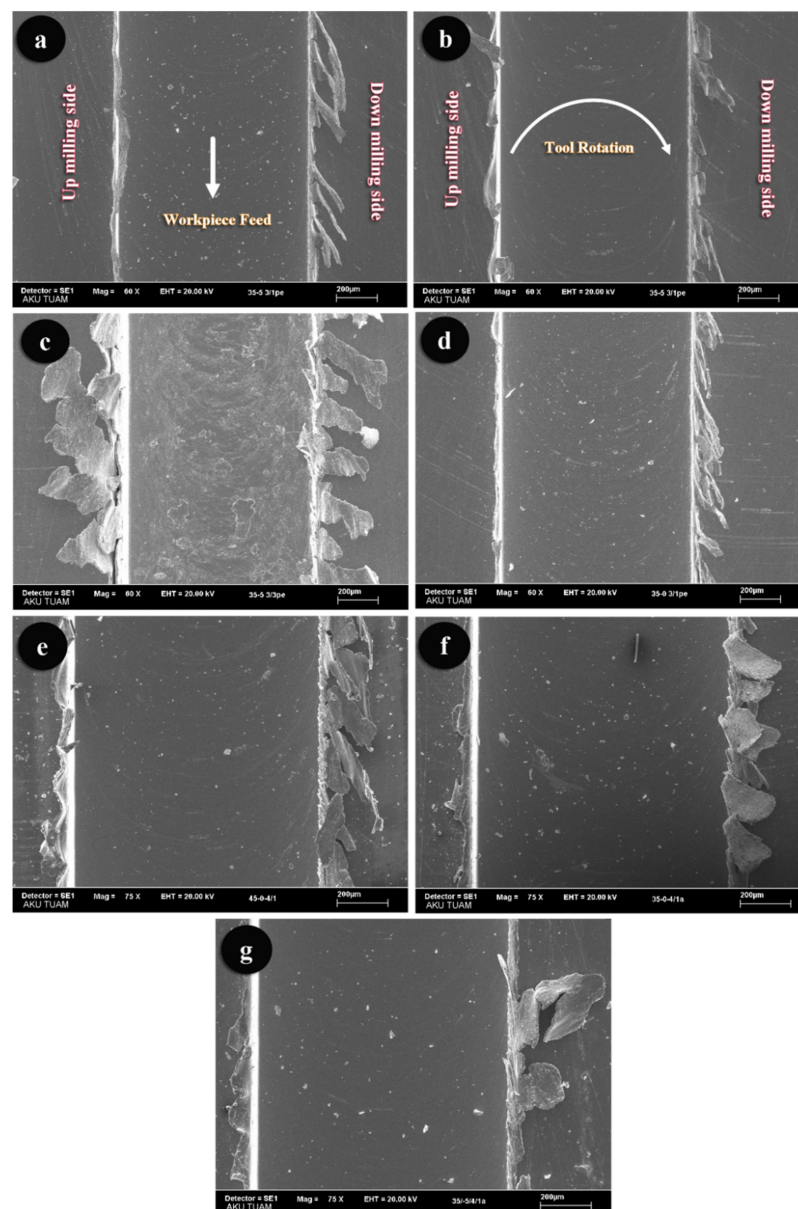 a
Up milling side
Workpiece Feed
Down milling side
Detector = SE1 Mag = 60 X EHT = 20.00 kV 35-5 3/1pe 200µm
AKU TUAM
b
Up milling side
Tool Rotation
Down milling side
Detector = SE1 Mag = 60 X EHT = 20.00 kV 35-5 3/1pe 200µm
AKU TUAM
c
Detector = SE1 Mag = 60 X EHT = 20.00 kV 35-5 3/3pe 200µm
AKU TUAM
d
Detector = SE1 Mag = 60 X EHT = 20.00 kV 35-0 3/1pe 200µm
AKU TUAM
e
Detector = SE1 Mag = 75 X EHT = 20.00 kV 45-0-4/1 200µm
AKU TUAM
f
Detector = SE1 Mag = 75 X EHT = 20.00 kV 35-0-4/1a 200µm
AKU TUAM
g
Detector = SE1 Mag = 75 X EHT = 20.00 kV 35/-5/4/1a 200µm
AKU TUAM